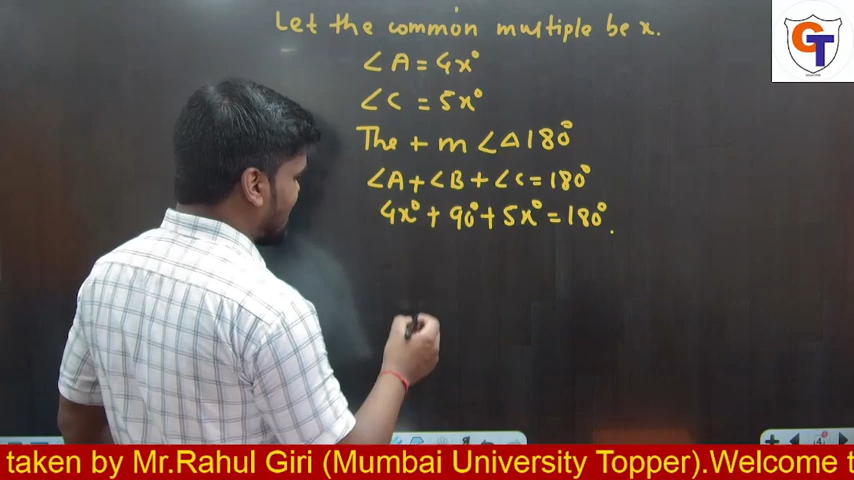 Let the common multiple be x.
GT
∠A = 4x°
∠C = 5x°
The + m ∠△ 180°
∠A + ∠B + ∠C = 180°
4x° + 90° + 5x° = 180°.
taken by Mr.Rahul Giri (Mumbai University Topper).Welcome t